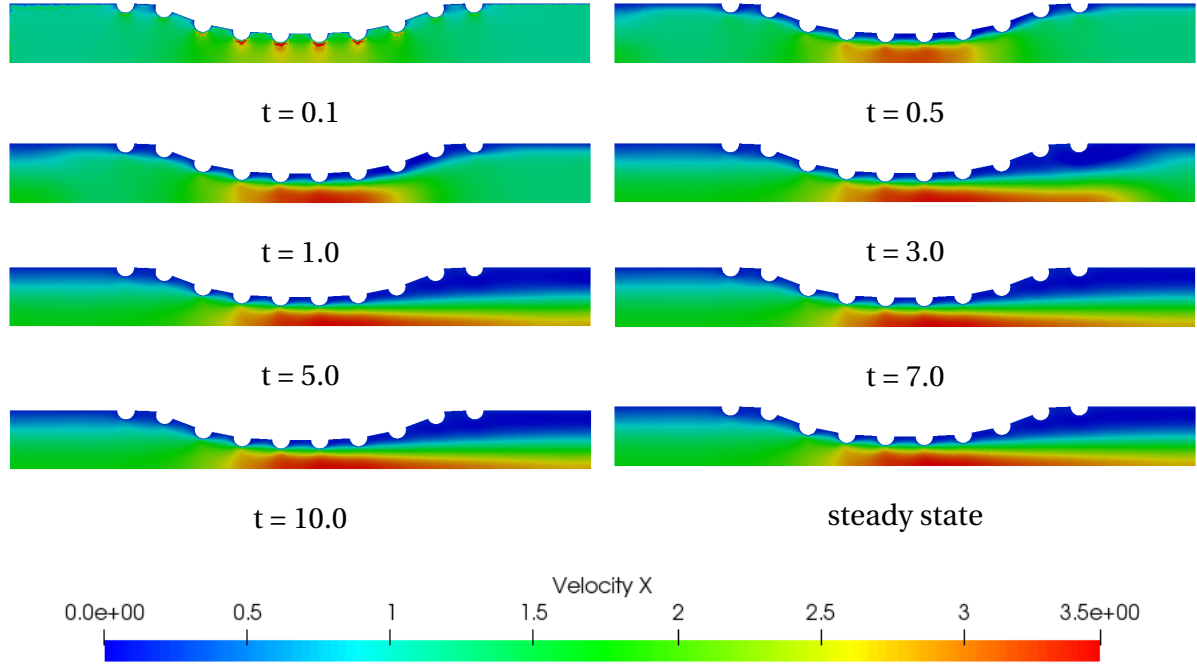 t = 0.1
t = 0.5
t = 1.0
t = 3.0
t = 5.0
t = 7.0
t = 10.0
steady state
Velocity X
0.0e+00 0.5 1 1.5 2 2.5 3 3.5e+00